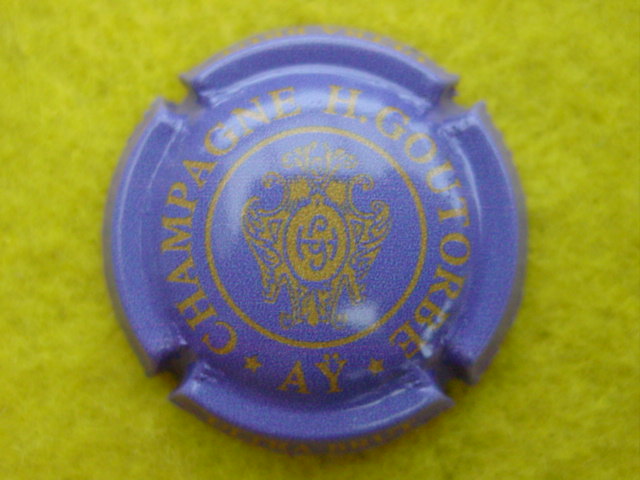 CHAMPAGNE H. GOUTORBE
* AŸ *